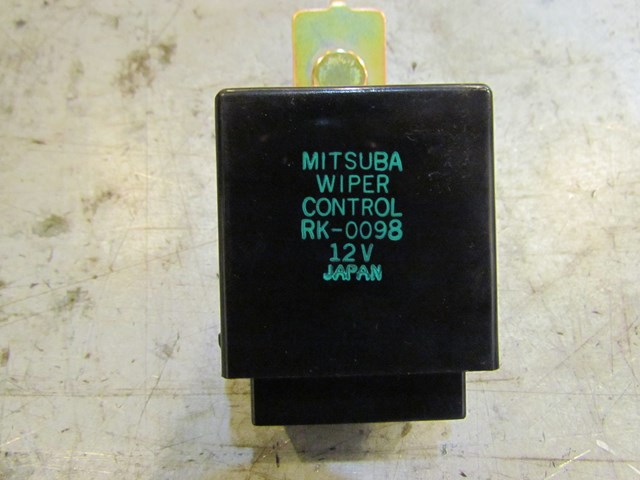 MITSUBA
WIPER
CONTROL
RK-0098
12V
JAPAN